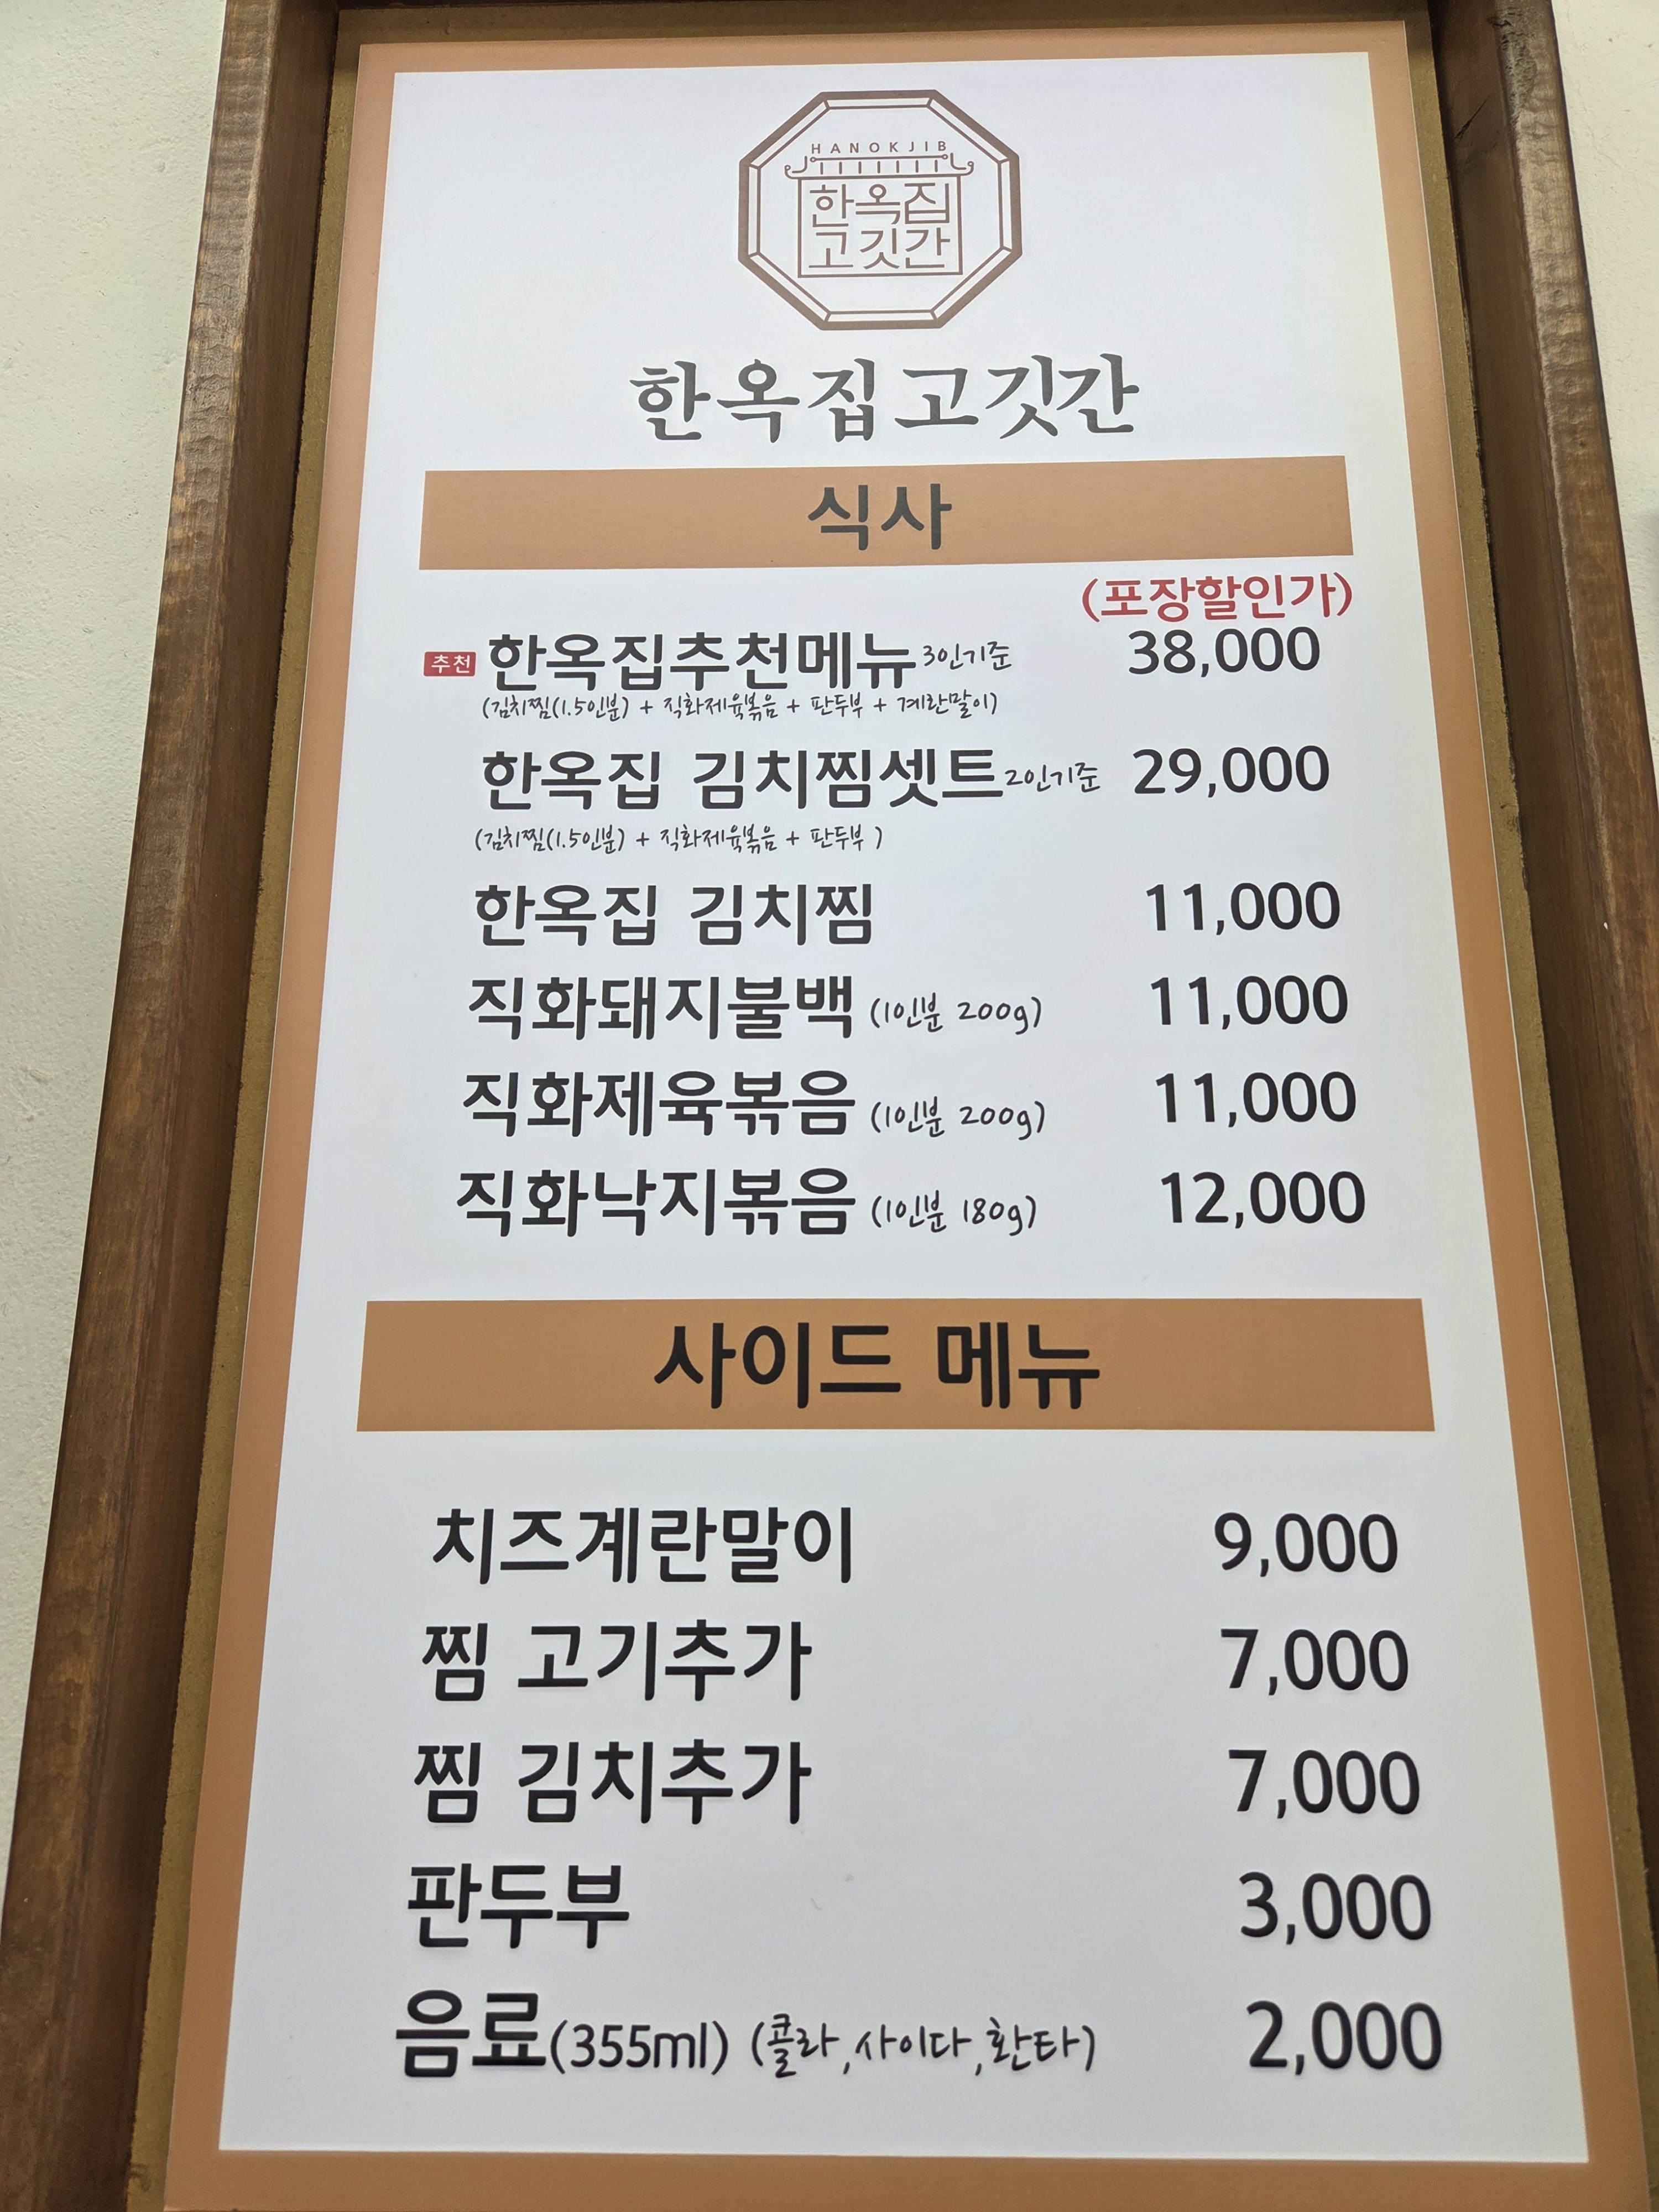 HANOKJIB
한옥집
고깃간
한옥집고깃간
식사
(포장할인가)
추천 한옥집추천메뉴 3인기준 38,000
(김치찜(1.5인분) + 직화제육볶음 + 판두부 + 계란말이)
한옥집 김치찜셋트 2인기준 29,000
(김치찜(1.5인분) + 직화제육볶음 + 판두부 )
한옥집 김치찜 11,000
직화돼지불백 (1인분 200g) 11,000
직화제육볶음 (1인분 200g) 11,000
직화낙지볶음 (1인분 180g) 12,000
사이드 메뉴
치즈계란말이 9,000
찜 고기추가 7,000
찜 김치추가 7,000
판두부 3,000
음료(355ml) (콜라,사이다,환타) 2,000